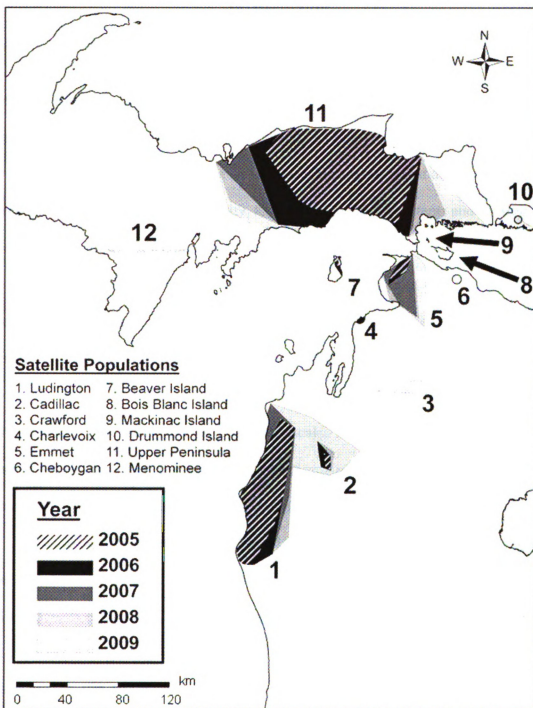 N
W E
S
11
10
12
9
8
7
6
5
4
3
2
1
Satellite Populations
1. Ludington 7. Beaver Island
2. Cadillac 8. Bois Blanc Island
3. Crawford 9. Mackinac Island
4. Charlevoix 10. Drummond Island
5. Emmet 11. Upper Peninsula
6. Cheboygan 12. Menominee
Year
2005
2006
2007
2008
2009
km
0 40 80 120